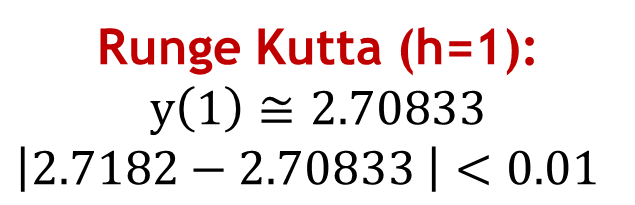 Runge Kutta (h=1):
y(1) ≅ 2.70833
|2.7182 − 2.70833 | < 0.01